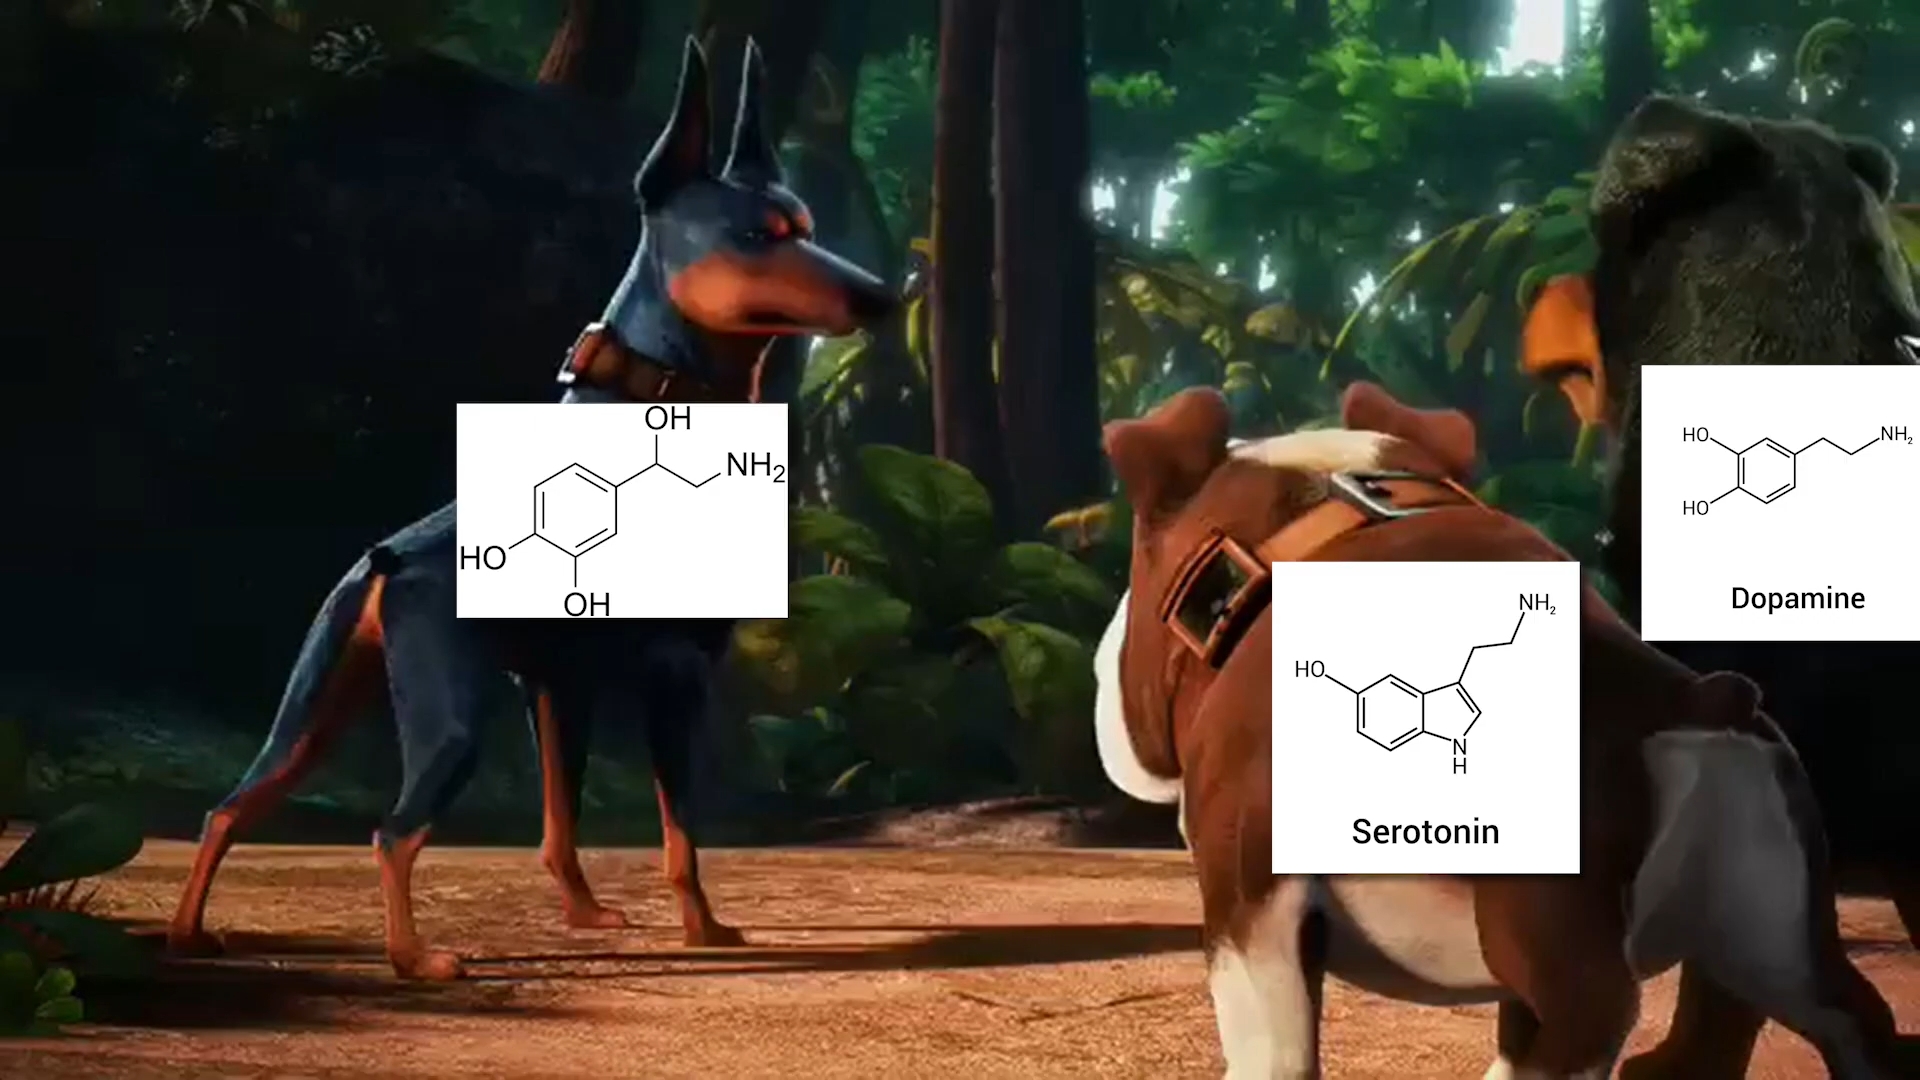 OH
NH₂
HO
OH
NH₂
HO
N
H
Serotonin
HO
NH₂
HO
Dopamine